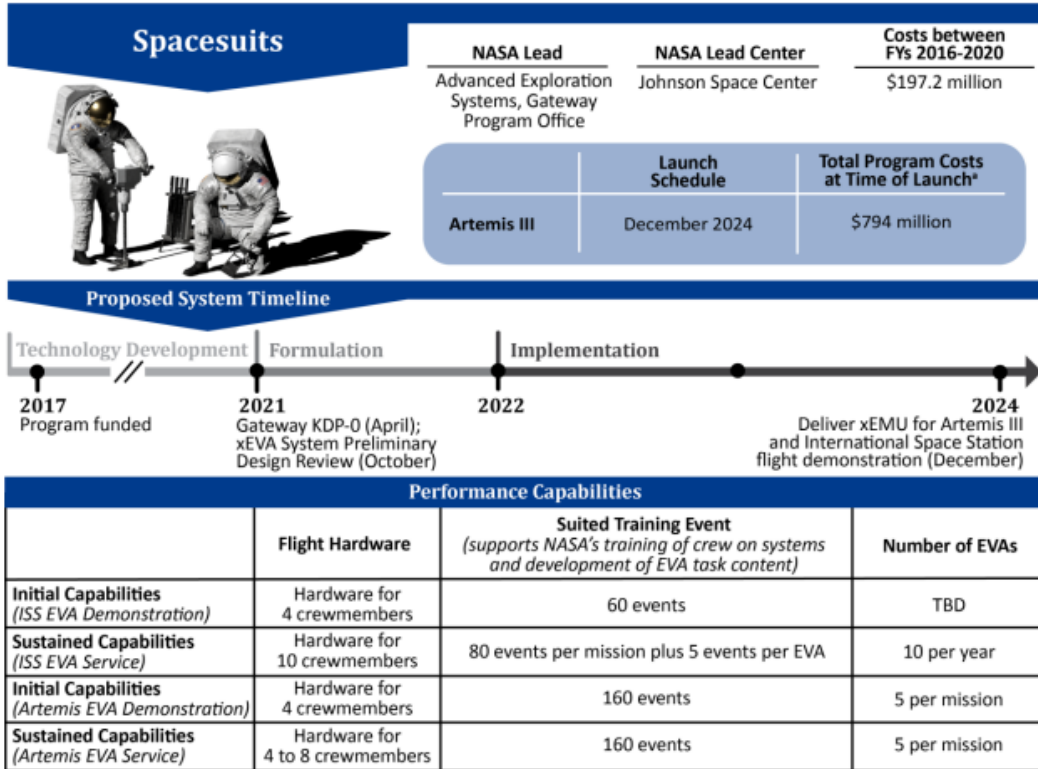 Spacesuits
NASA Lead
Advanced Exploration
Systems, Gateway
Program Office
NASA Lead Center
Johnson Space Center
Costs between
FYs 2016-2020
$197.2 million
Launch
Schedule
Total Program Costs
at Time of Launchᵃ
Artemis III
December 2024
$794 million
Proposed System Timeline
Technology Development
Formulation
Implementation
2017
Program funded
2021
Gateway KDP-0 (April);
xEVA System Preliminary
Design Review (October)
2022
2024
Deliver xEMU for Artemis III
and International Space Station
flight demonstration (December)
Performance Capabilities
Flight Hardware
Suited Training Event
(supports NASA's training of crew on systems
and development of EVA task content)
Number of EVAs
Initial Capabilities
(ISS EVA Demonstration)
Hardware for
4 crewmembers
60 events
TBD
Sustained Capabilities
(ISS EVA Service)
Hardware for
10 crewmembers
80 events per mission plus 5 events per EVA
10 per year
Initial Capabilities
(Artemis EVA Demonstration)
Hardware for
4 crewmembers
160 events
5 per mission
Sustained Capabilities
(Artemis EVA Service)
Hardware for
4 to 8 crewmembers
160 events
5 per mission